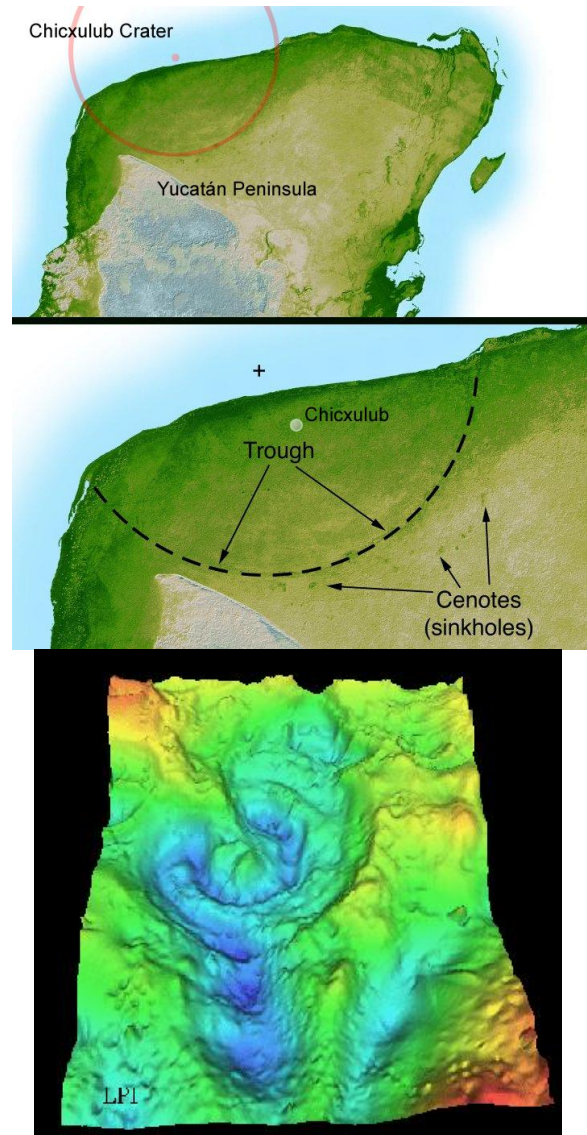 Chicxulub Crater
Yucatán Peninsula
+
Chicxulub
Trough
Cenotes
(sinkholes)
LPI